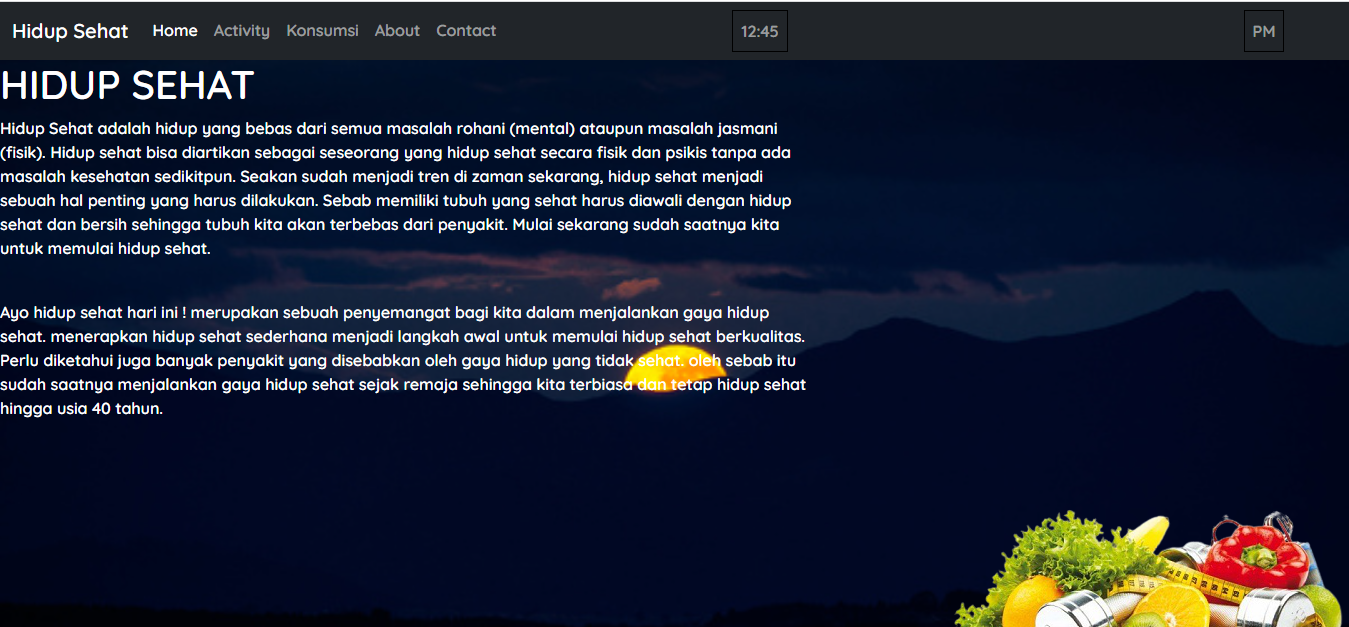 Hidup Sehat Home Activity Konsumsi About Contact 12:45 PM
HIDUP SEHAT
Hidup Sehat adalah hidup yang bebas dari semua masalah rohani (mental) ataupun masalah jasmani
(fisik). Hidup sehat bisa diartikan sebagai seseorang yang hidup sehat secara fisik dan psikis tanpa ada
masalah kesehatan sedikitpun. Seakan sudah menjadi tren di zaman sekarang, hidup sehat menjadi
sebuah hal penting yang harus dilakukan. Sebab memiliki tubuh yang sehat harus diawali dengan hidup
sehat dan bersih sehingga tubuh kita akan terbebas dari penyakit. Mulai sekarang sudah saatnya kita
untuk memulai hidup sehat.
Ayo hidup sehat hari ini ! merupakan sebuah penyemangat bagi kita dalam menjalankan gaya hidup
sehat. menerapkan hidup sehat sederhana menjadi langkah awal untuk memulai hidup sehat berkualitas.
Perlu diketahui juga banyak penyakit yang disebabkan oleh gaya hidup yang tidak sehat. oleh sebab itu
sudah saatnya menjalankan gaya hidup sehat sejak remaja sehingga kita terbiasa dan tetap hidup sehat
hingga usia 40 tahun.